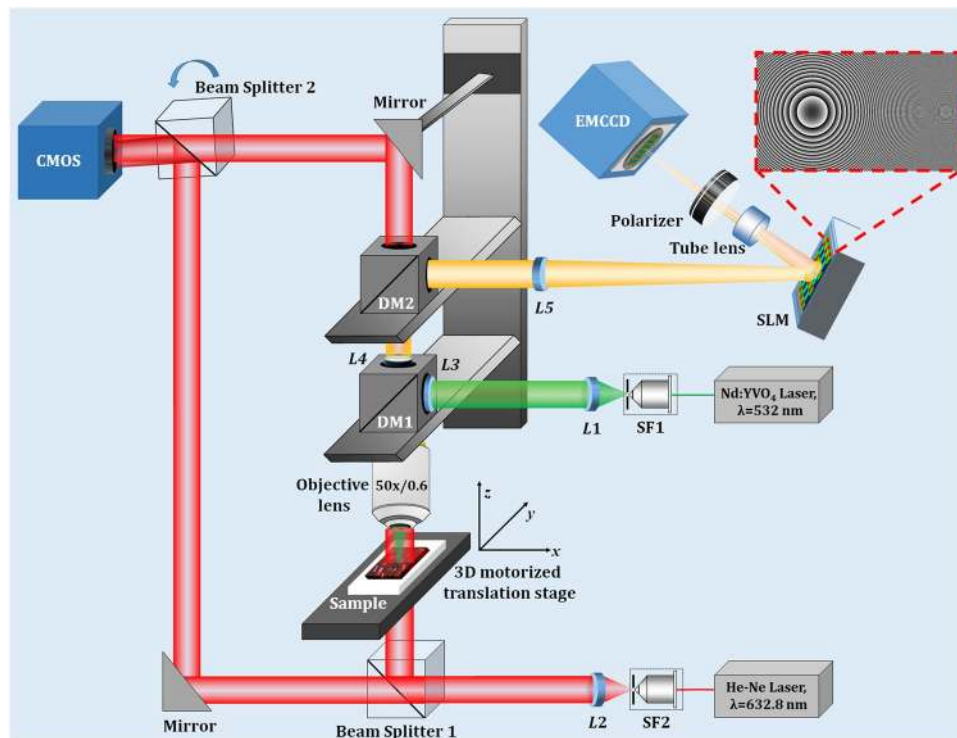 Beam Splitter 2
Mirror
CMOS
EMCCD
Polarizer
Tube lens
SLM
DM2
L5
L4
L3
DM1
L1
SF1
Nd:YVO₄ Laser,
λ=532 nm
Objective
lens
50x/0.6
z
y
x
3D motorized
translation stage
Sample
Mirror
Beam Splitter 1
L2
SF2
He-Ne Laser,
λ=632.8 nm